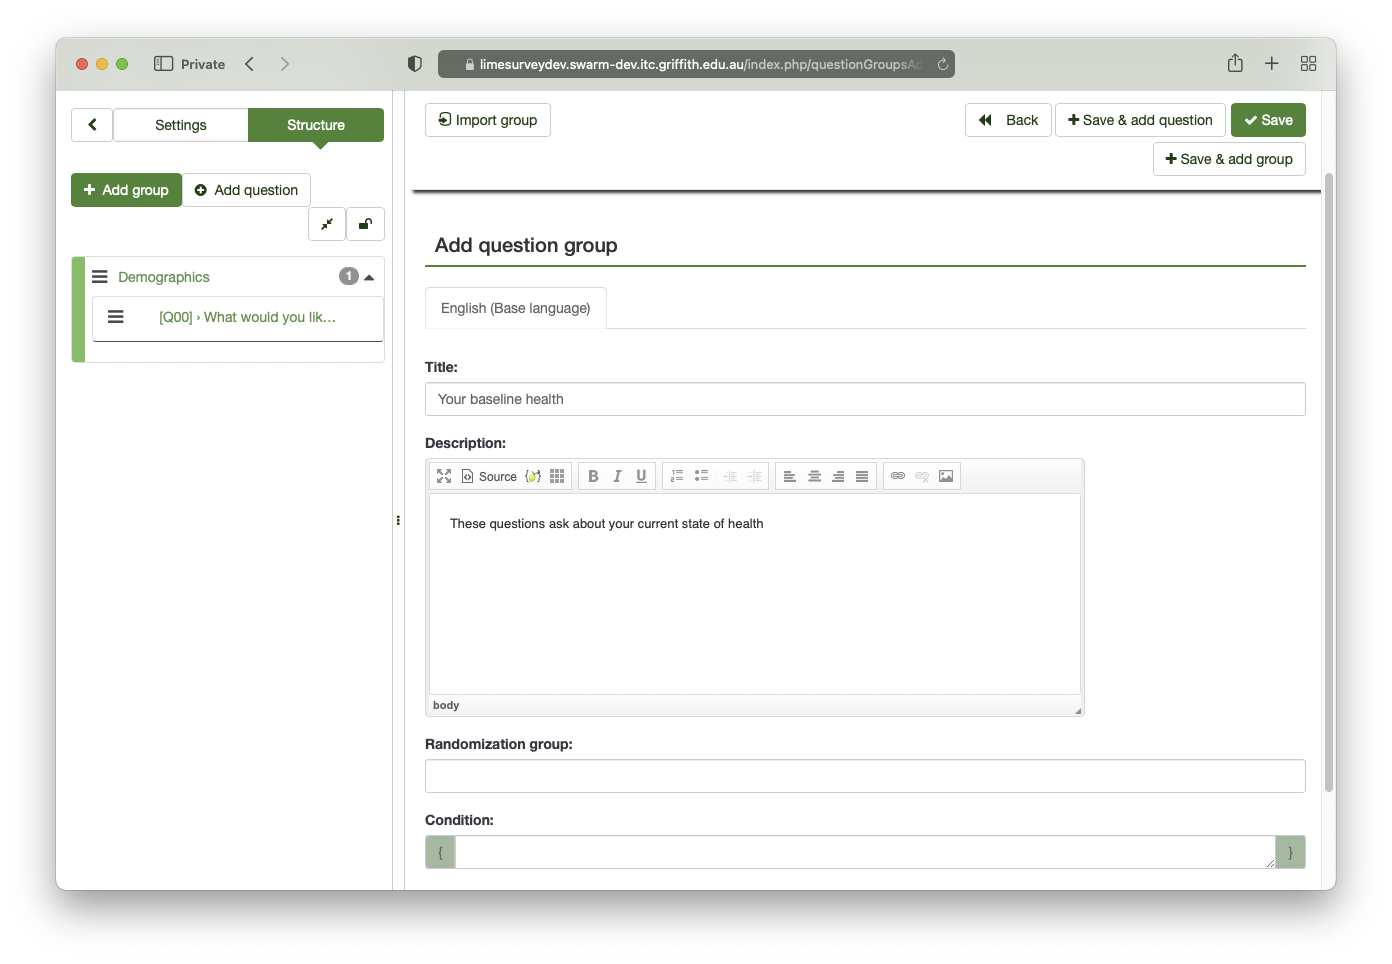 Private
limesurveydev.swarm-dev.itc.griffith.edu.au/index.php/questionGroupsAd
Settings
Structure
Import group
Back
Save & add question
Save
Save & add group
Add group
Add question
Demographics
1
[Q00] › What would you lik...
Add question group
English (Base language)
Title:
Your baseline health
Description:
Source
B I U
These questions ask about your current state of health
body
Randomization group:
Condition:
{
}